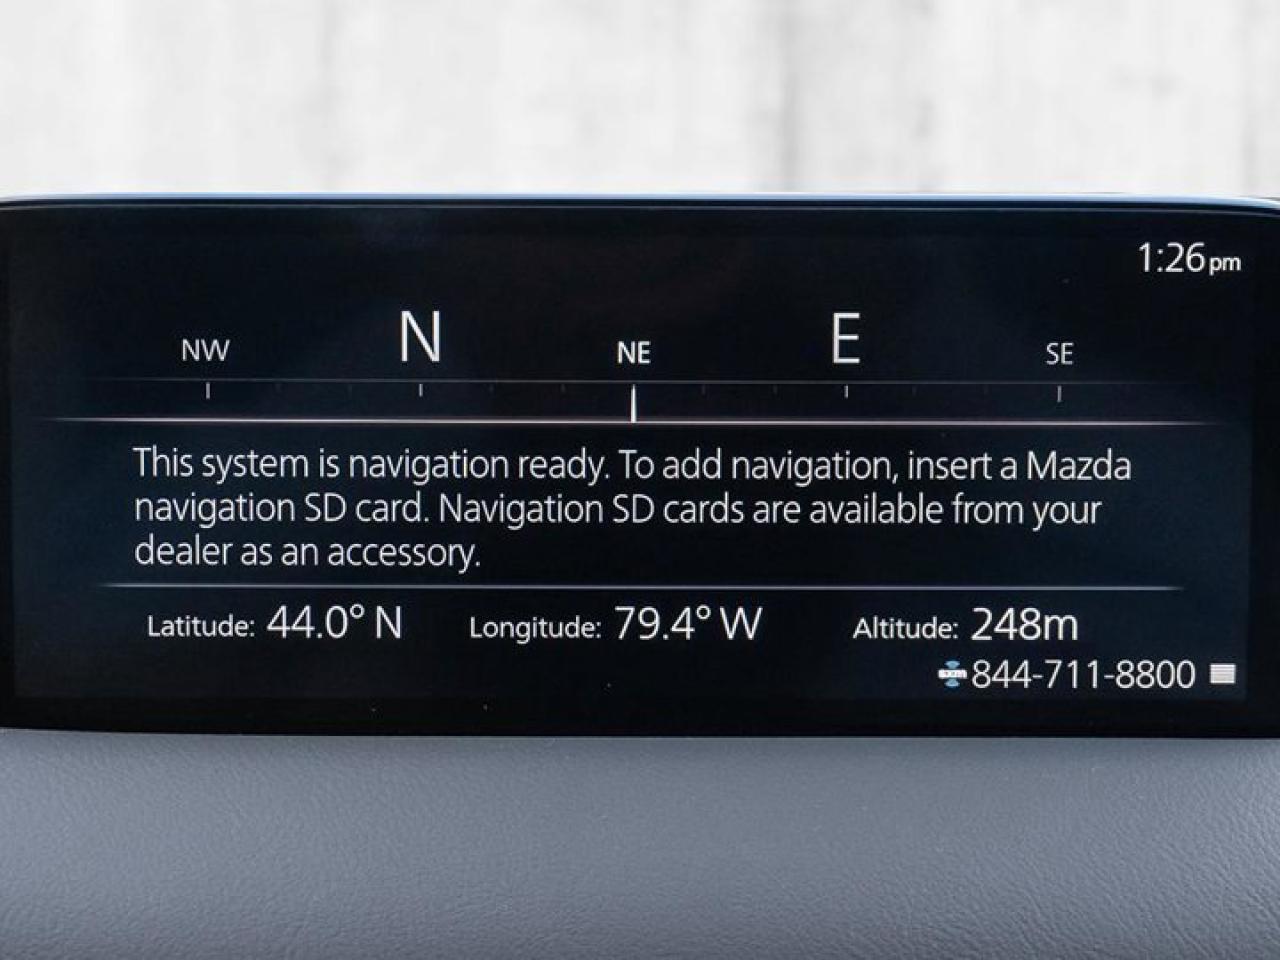 1:26pm
NW N NE E SE
This system is navigation ready. To add navigation, insert a Mazda
navigation SD card. Navigation SD cards are available from your
dealer as an accessory.
Latitude: 44.0° N Longitude: 79.4° W Altitude: 248m
sxm 844-711-8800